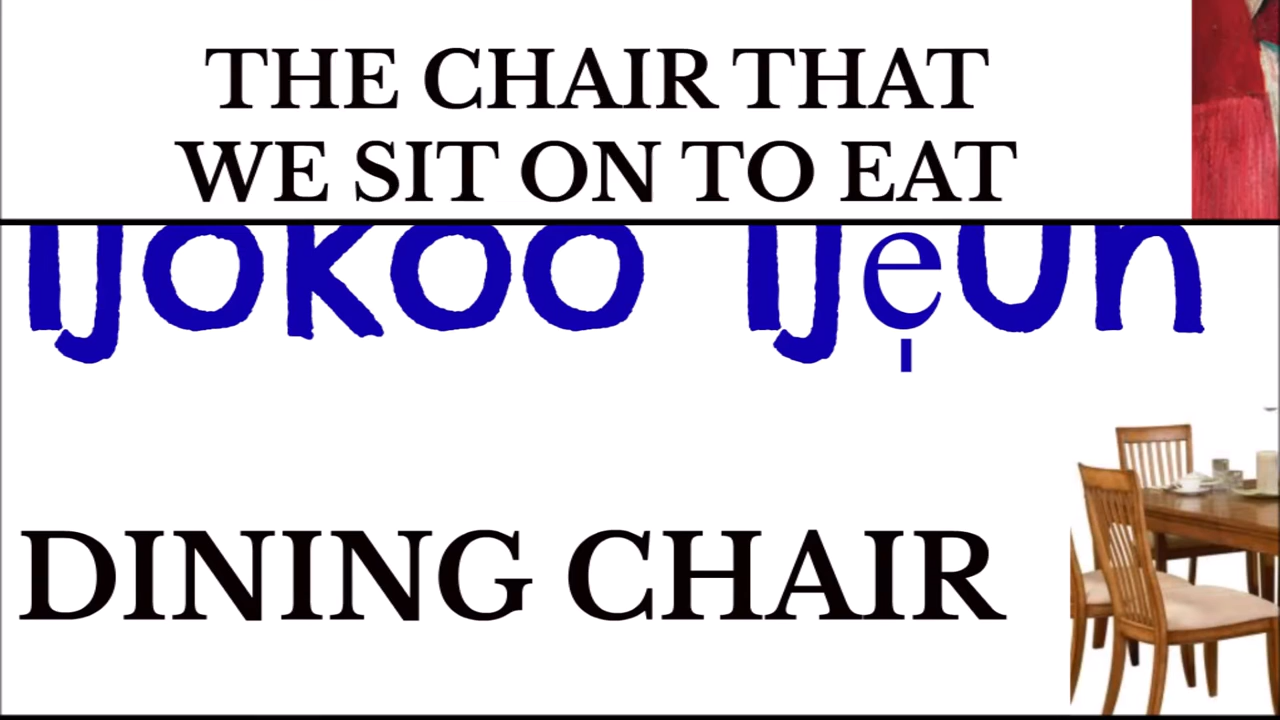 THE CHAIR THAT
WE SIT ON TO EAT
Ijokoo Ijẹun
DINING CHAIR